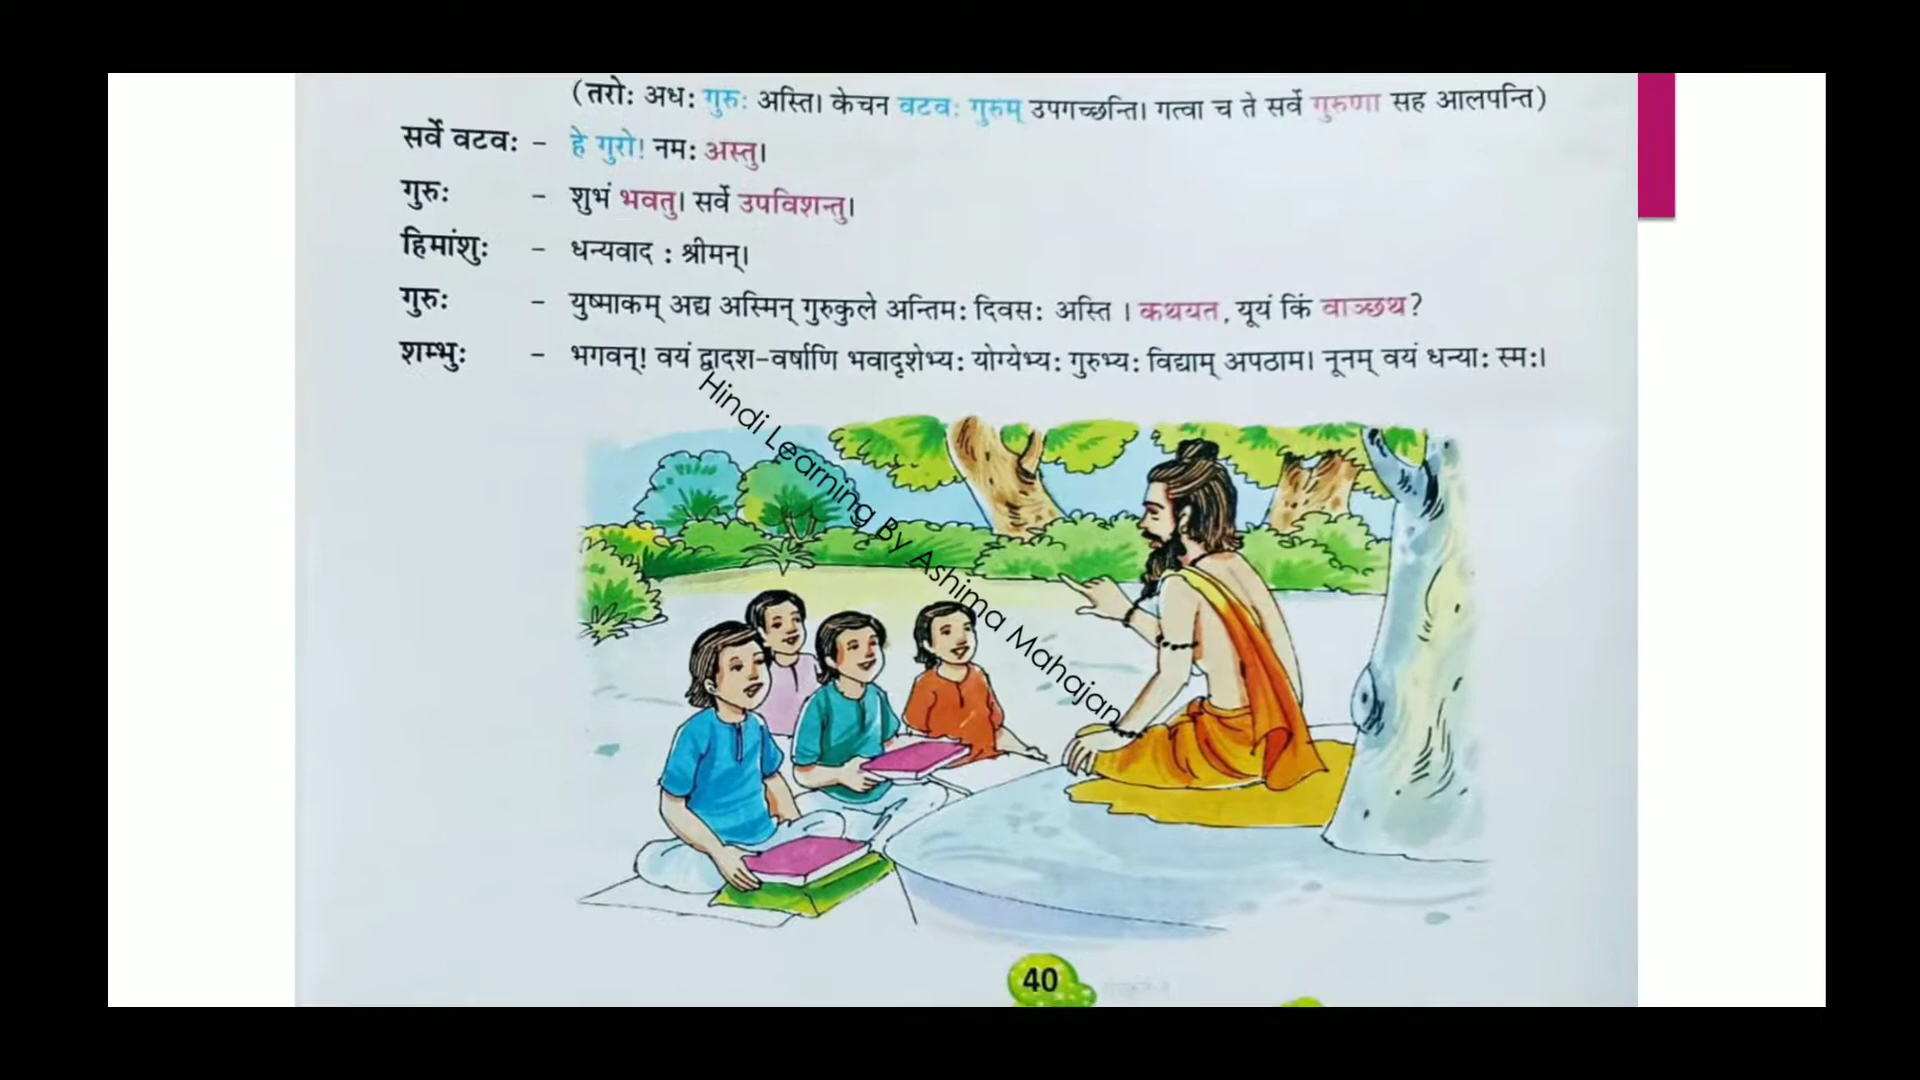 (तरोः अधः गुरुः अस्ति। केचन वटवः गुरुम् उपगच्छन्ति। गत्वा च ते सर्वे गुरुणा सह आलपन्ति)
सर्वे वटवः – हे गुरो! नमः अस्तु।
गुरुः – शुभं भवतु। सर्वे उपविशन्तु।
हिमांशुः – धन्यवाद : श्रीमन्।
गुरुः – युष्माकम् अद्य अस्मिन् गुरुकुले अन्तिमः दिवसः अस्ति । कथयत, यूयं किं वाञ्छथ?
शम्भुः – भगवन्! वयं द्वादश-वर्षाणि भवादृशेभ्यः योग्येभ्यः गुरुभ्यः विद्याम् अपठाम। नूनम् वयं धन्याः स्मः।
Hindi Learning By Ashima Mahajan
40